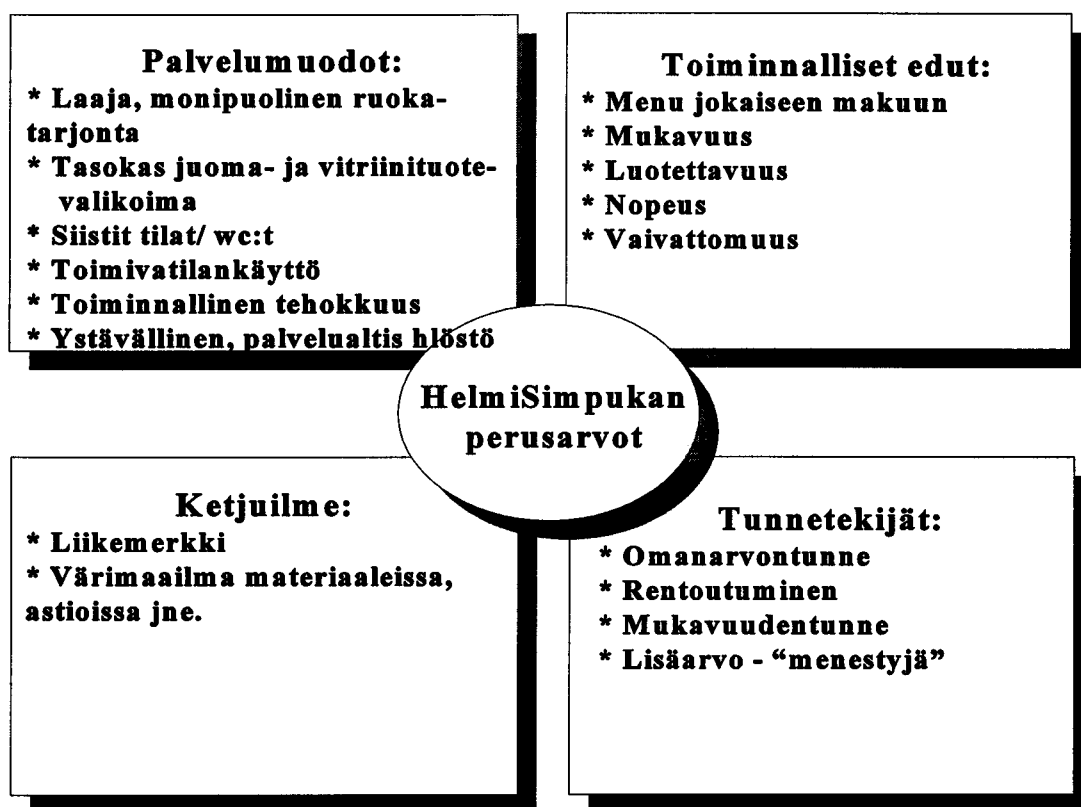 Palvelumuodot:
* Laaja, monipuolinen ruoka-
tarjonta
* Tasokas juoma- ja vitriinituote-
valikoima
* Siistit tilat/ wc:t
* Toimivatilankäyttö
* Toiminnallinen tehokkuus
* Ystävällinen, palvelualtis hlöstö
Toiminnalliset edut:
* Menu jokaiseen makuun
* Mukavuus
* Luotettavuus
* Nopeus
* Vaivattomuus
HelmiSimpukan
perusarvot
Ketjuilme:
* Liikemerkki
* Värimaailma materiaaleissa,
astioissa jne.
Tunnetekijät:
* Omanarvontunne
* Rentoutuminen
* Mukavuudentunne
* Lisäarvo - “menestyjä”